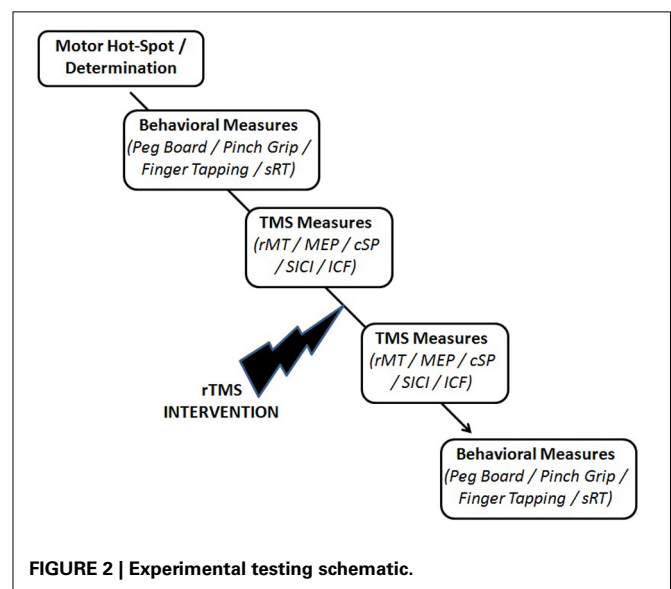 Motor Hot-Spot /
Determination
Behavioral Measures
(Peg Board / Pinch Grip /
Finger Tapping / sRT)
TMS Measures
(rMT / MEP / cSP
/ SICI / ICF)
rTMS
INTERVENTION
TMS Measures
(rMT / MEP / cSP
/ SICI / ICF)
Behavioral Measures
(Peg Board / Pinch Grip /
Finger Tapping / sRT)
FIGURE 2 | Experimental testing schematic.